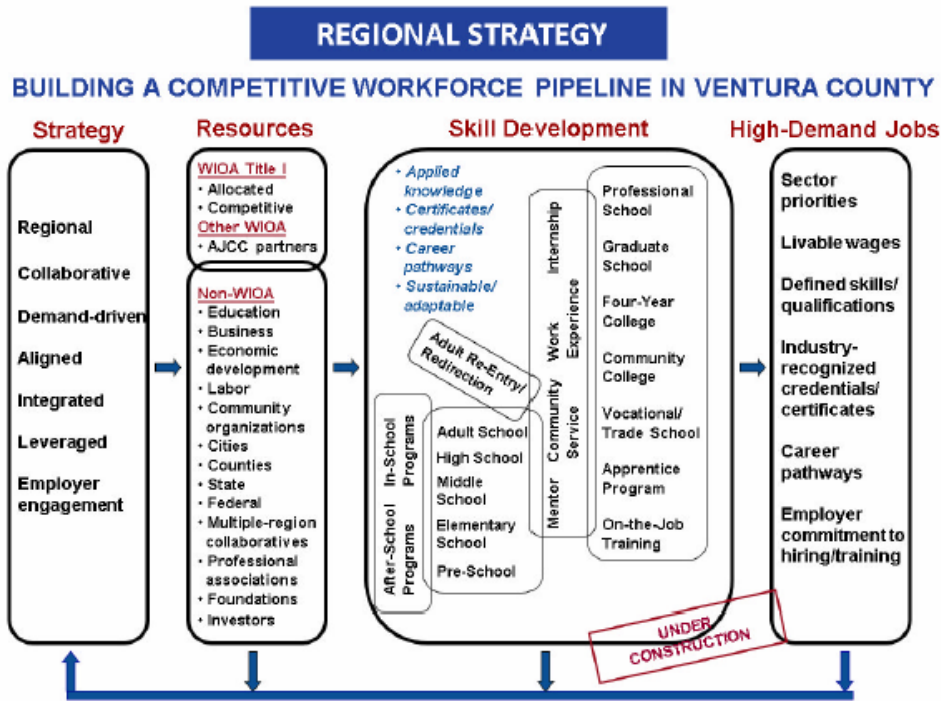 REGIONAL STRATEGY
BUILDING A COMPETITIVE WORKFORCE PIPELINE IN VENTURA COUNTY
Strategy
Regional
Collaborative
Demand-driven
Aligned
Integrated
Leveraged
Employer
engagement
Resources
WIOA Title I
• Allocated
• Competitive
Other WIOA
• AJCC partners
Non-WIOA
• Education
• Business
• Economic
development
• Labor
• Community
organizations
• Cities
• Counties
• State
• Federal
• Multiple-region
collaboratives
• Professional
associations
• Foundations
• Investors
Skill Development
• Applied
knowledge
• Certificates/
credentials
• Career
pathways
• Sustainable/
adaptable
Adult Re-Entry/
Redirection
In-School
Programs
After-School
Programs
Adult School
High School
Middle
School
Elementary
School
Pre-School
Internship
Work
Experience
Community
Service
Mentor
Professional
School
Graduate
School
Four-Year
College
Community
College
Vocational/
Trade School
Apprentice
Program
On-the-Job
Training
UNDER
CONSTRUCTION
High-Demand Jobs
Sector
priorities
Livable wages
Defined skills/
qualifications
Industry-
recognized
credentials/
certificates
Career
pathways
Employer
commitment to
hiring/training